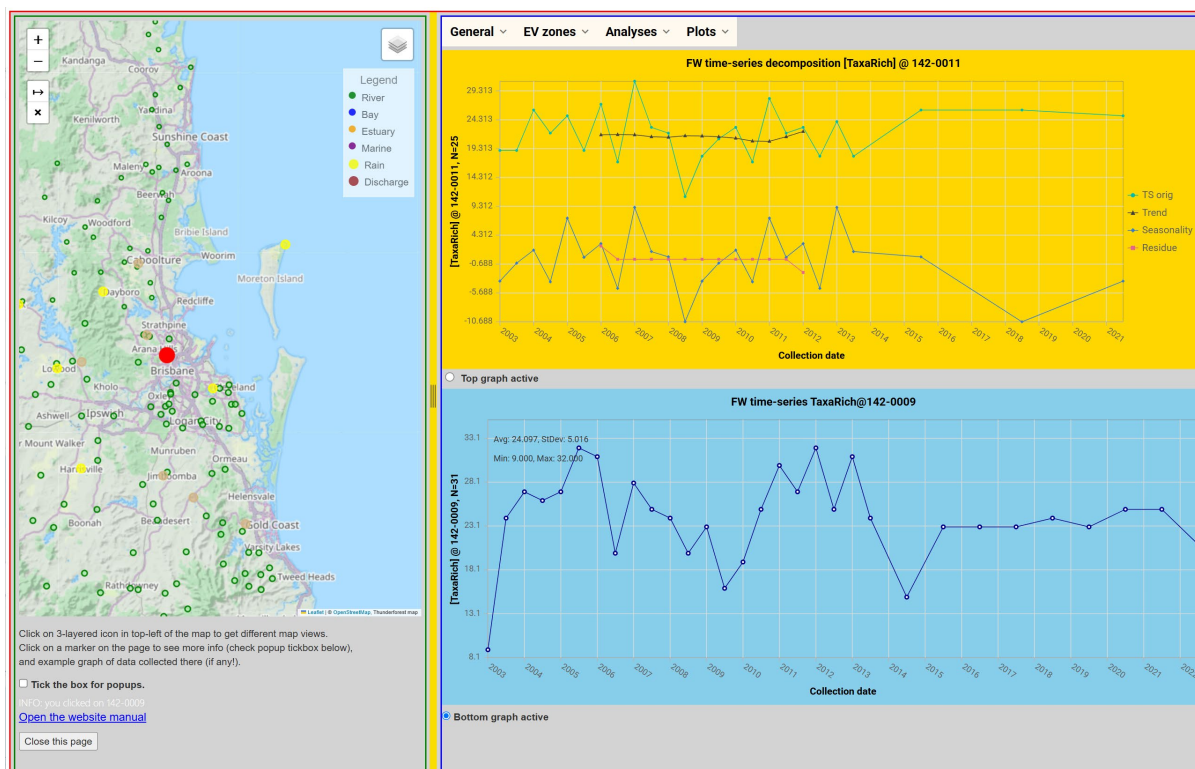 General EV zones Analyses Plots
+
−
↦
×
Legend
River
Bay
Estuary
Marine
Rain
Discharge
Kandanga
Cooroy
Yandina
Kenilworth
Sunshine Coast
Maleny
Aroona
Beerwah
Kilcoy
Woodford
Bribie Island
Caboolture
Woorim
Moreton Island
Dayboro
Redcliffe
Strathpine
Brisbane
Kholo
Ashwell
Ipswich
Logan City
r Mount Walker
Munruben
Ormeau
Jimboomba
Helensvale
Boonah
Beaudesert
Gold Coast
Varsity Lakes
Tweed Heads
Rathdowney
Leaflet | © OpenStreetMap, Thunderforest map
Click on 3-layered icon in top-left of the map to get different map views.
Click on a marker on the page to see more info (check popup tickbox below),
and example graph of data collected there (if any!).
Tick the box for popups.
INFO: you clicked on 142-0009
Open the website manual
Close this page
FW time-series decomposition [TaxaRich] @ 142-0011
[TaxaRich] @ 142-0011, N=25
29.313
24.313
19.313
14.312
9.312
4.312
-0.688
-5.688
-10.688
2003 2004 2005 2006 2007 2008 2009 2010 2011 2012 2013 2014 2015 2016 2017 2018 2019 2020 2021
Collection date
TS orig
Trend
Seasonality
Residue
Top graph active
FW time-series TaxaRich@142-0009
Avg: 24.097, StDev: 5.016
Min: 9.000, Max: 32.000
[TaxaRich] @ 142-0009, N=31
33.1
28.1
23.1
18.1
13.1
8.1
2003 2004 2005 2006 2007 2008 2009 2010 2011 2012 2013 2014 2015 2016 2017 2018 2019 2020 2021
Collection date
Bottom graph active